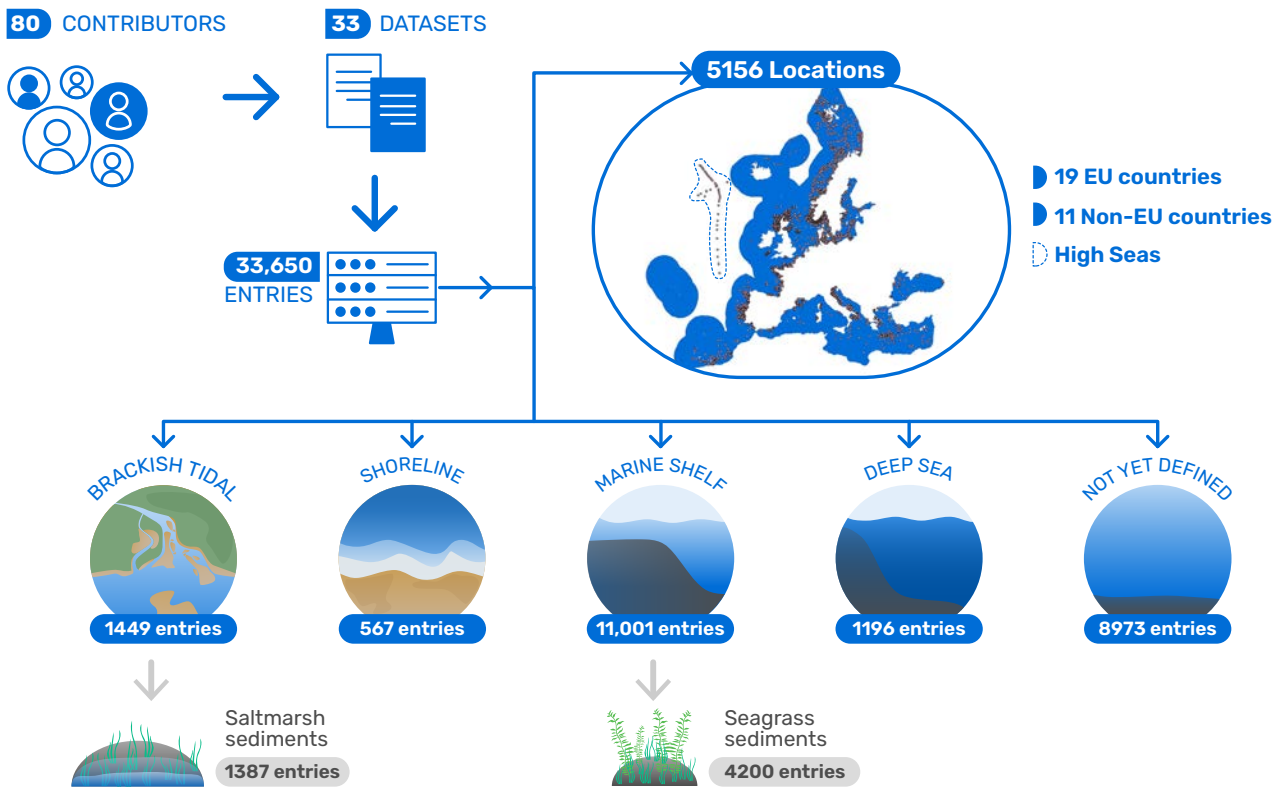 80 CONTRIBUTORS
33 DATASETS
5156 Locations
19 EU countries
11 Non-EU countries
High Seas
33,650
ENTRIES
BRACKISH TIDAL
SHORELINE
MARINE SHELF
DEEP SEA
NOT YET DEFINED
1449 entries
567 entries
11,001 entries
1196 entries
8973 entries
Saltmarsh
sediments
1387 entries
Seagrass
sediments
4200 entries